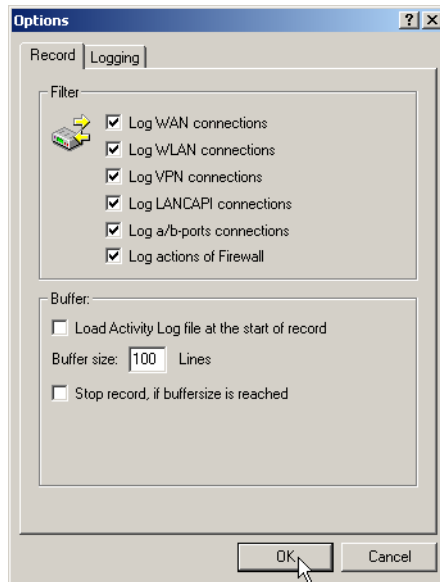 Options
Record Logging
Filter
Log WAN connections
Log WLAN connections
Log VPN connections
Log LANCAPI connections
Log a/b-ports connections
Log actions of Firewall
Buffer:
Load Activity Log file at the start of record
Buffer size: 100 Lines
Stop record, if buffersize is reached
OK Cancel